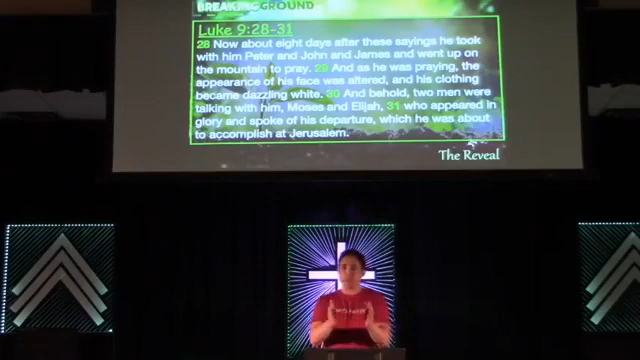 BREAKINGGROUND
Luke 9:28-31
28 Now about eight days after these sayings he took
with him Peter and John and James and went up on
the mountain to pray. 29 And as he was praying, the
appearance of his face was altered, and his clothing
became dazzling white. 30 And behold, two men were
talking with him, Moses and Elijah, 31 who appeared in
glory and spoke of his departure, which he was about
to accomplish at Jerusalem.
The Reveal